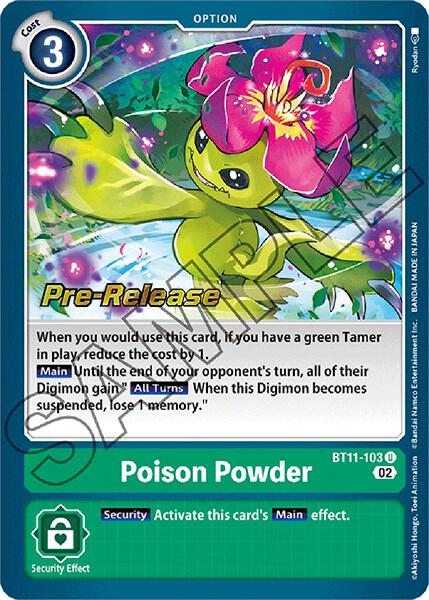 OPTION
Cost
3
Ryodan
Pre-Release
SAMPLE
When you would use this card, if you have a green Tamer
in play, reduce the cost by 1.
Main Until the end of your opponent's turn, all of their
Digimon gain " All Turns When this Digimon becomes
suspended, lose 1 memory."
©Akiyoshi Hongo, Toei Animation ©Bandai Namco Entertainment Inc. BANDAI MADE IN JAPAN
BT11-103 U
Poison Powder
02
Security Activate this card's Main effect.
Security Effect